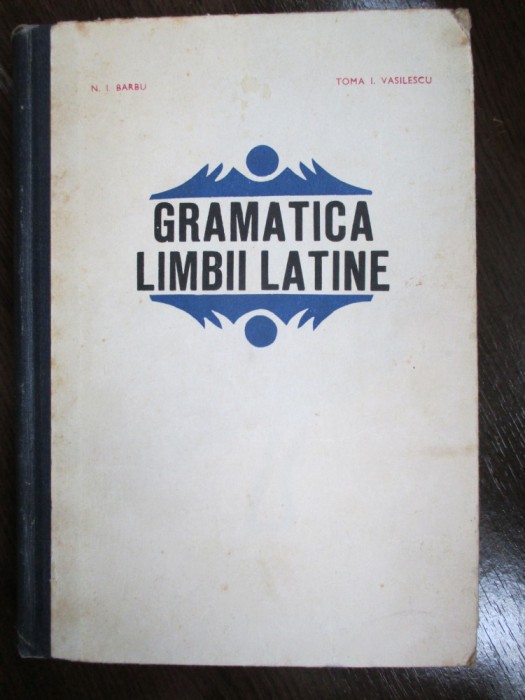 N. I. BARBU
TOMA I. VASILESCU
GRAMATICA
LIMBII LATINE